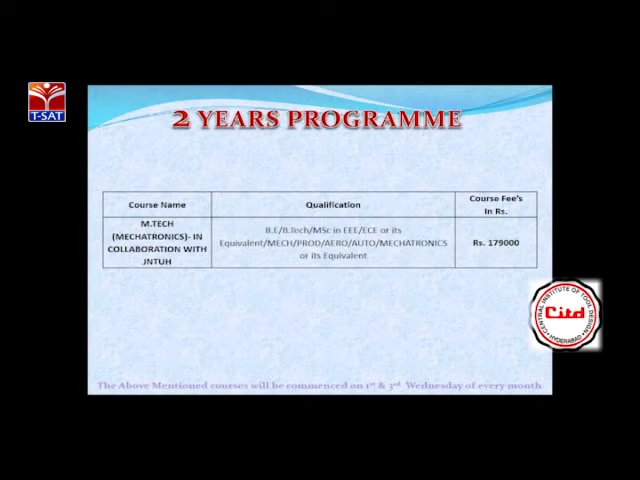 T-SAT
2 YEARS PROGRAMME
Course Name
Qualification
Course Fee's
In Rs.
M.TECH
(MECHATRONICS)- IN
COLLABORATION WITH
JNTUH
B.E/B.Tech/MSc in EEE/ECE or its
Equivalent/MECH/PROD/AERO/AUTO/MECHATRONICS
or its Equivalent
Rs. 179000
CENTRAL INSTITUTE OF TOOL DESIGN
Citd
HYDERABAD
The Above Mentioned courses will be commenced on 1st & 3rd Wednesday of every month